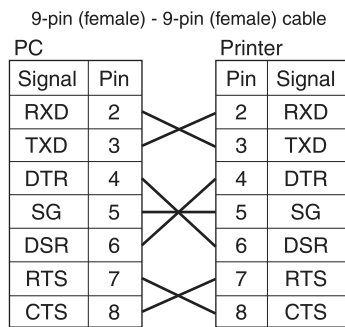 9-pin (female) - 9-pin (female) cable
PC Printer
Signal Pin Pin Signal
RXD 2 2 RXD
TXD 3 3 TXD
DTR 4 4 DTR
SG 5 5 SG
DSR 6 6 DSR
RTS 7 7 RTS
CTS 8 8 CTS